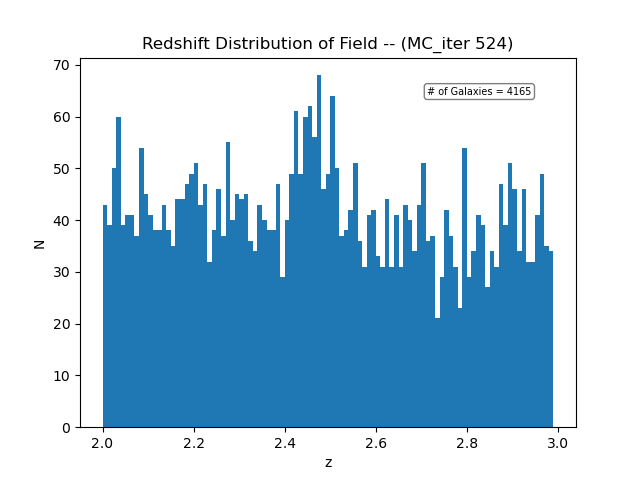 Redshift Distribution of Field -- (MC_iter 524)
# of Galaxies = 4165
N
70
60
50
40
30
20
10
0
2.0 2.2 2.4 2.6 2.8 3.0
z